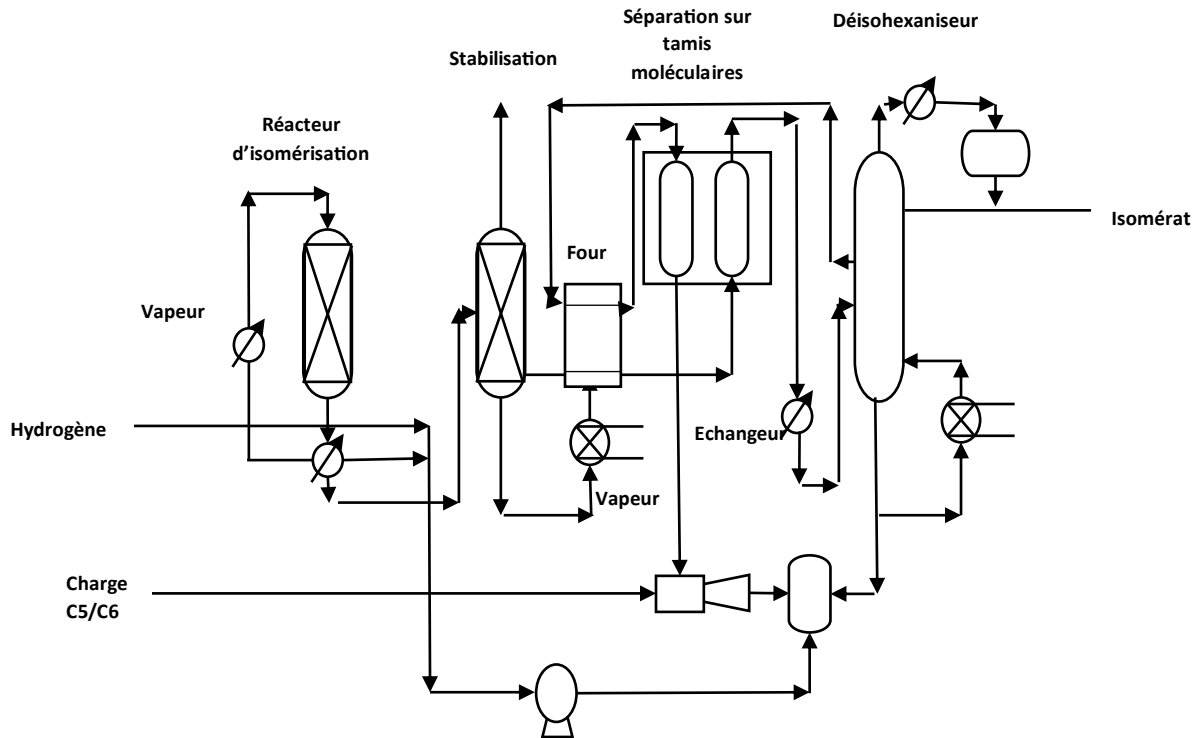 Séparation sur
tamis
moléculaires
Déisohexaniseur
Stabilisation
Réacteur
d'isomérisation
Isomérat
Four
Vapeur
Hydrogène
Echangeur
Vapeur
Charge
C5/C6